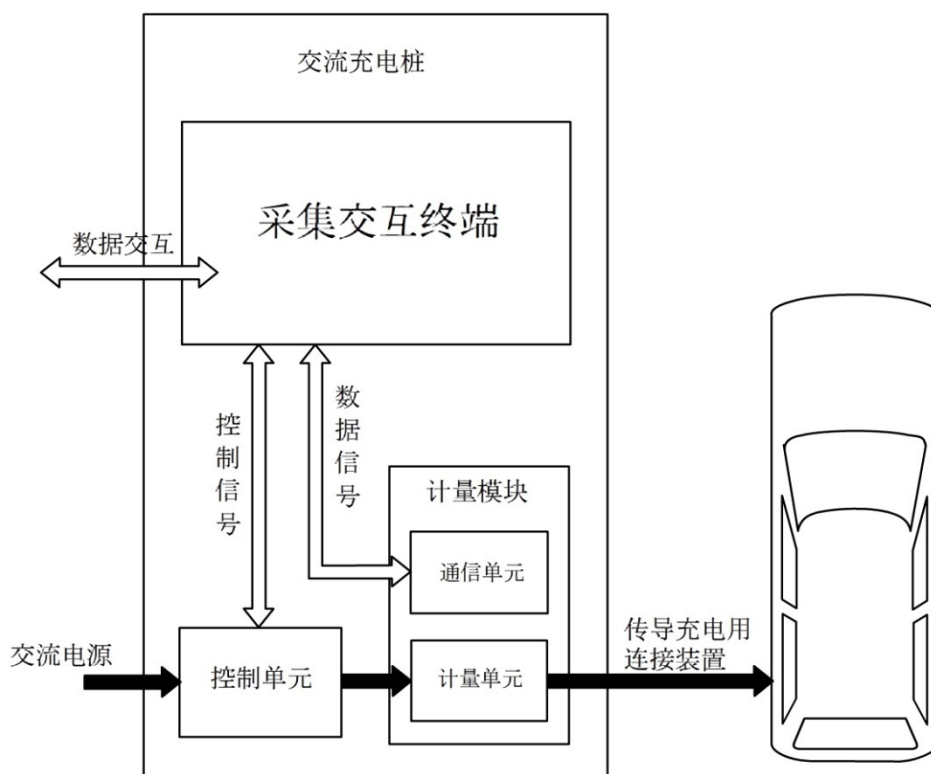 交流充电桩
采集交互终端
数据交互
控制信号
数据信号
计量模块
通信单元
交流电源
控制单元
计量单元
传导充电用
连接装置